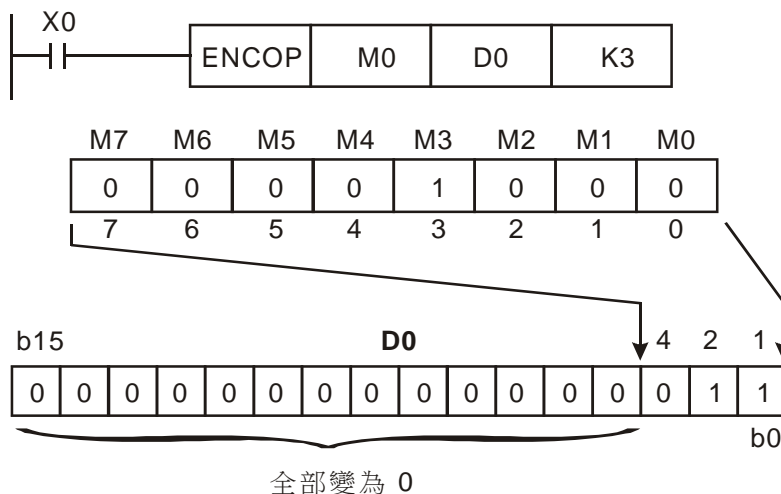 X0
ENCOP M0 D0 K3
M7 M6 M5 M4 M3 M2 M1 M0
0 0 0 0 1 0 0 0
7 6 5 4 3 2 1 0
b15 D0 4 2 1
0 0 0 0 0 0 0 0 0 0 0 0 0 0 1 1
b0
全部變為 0